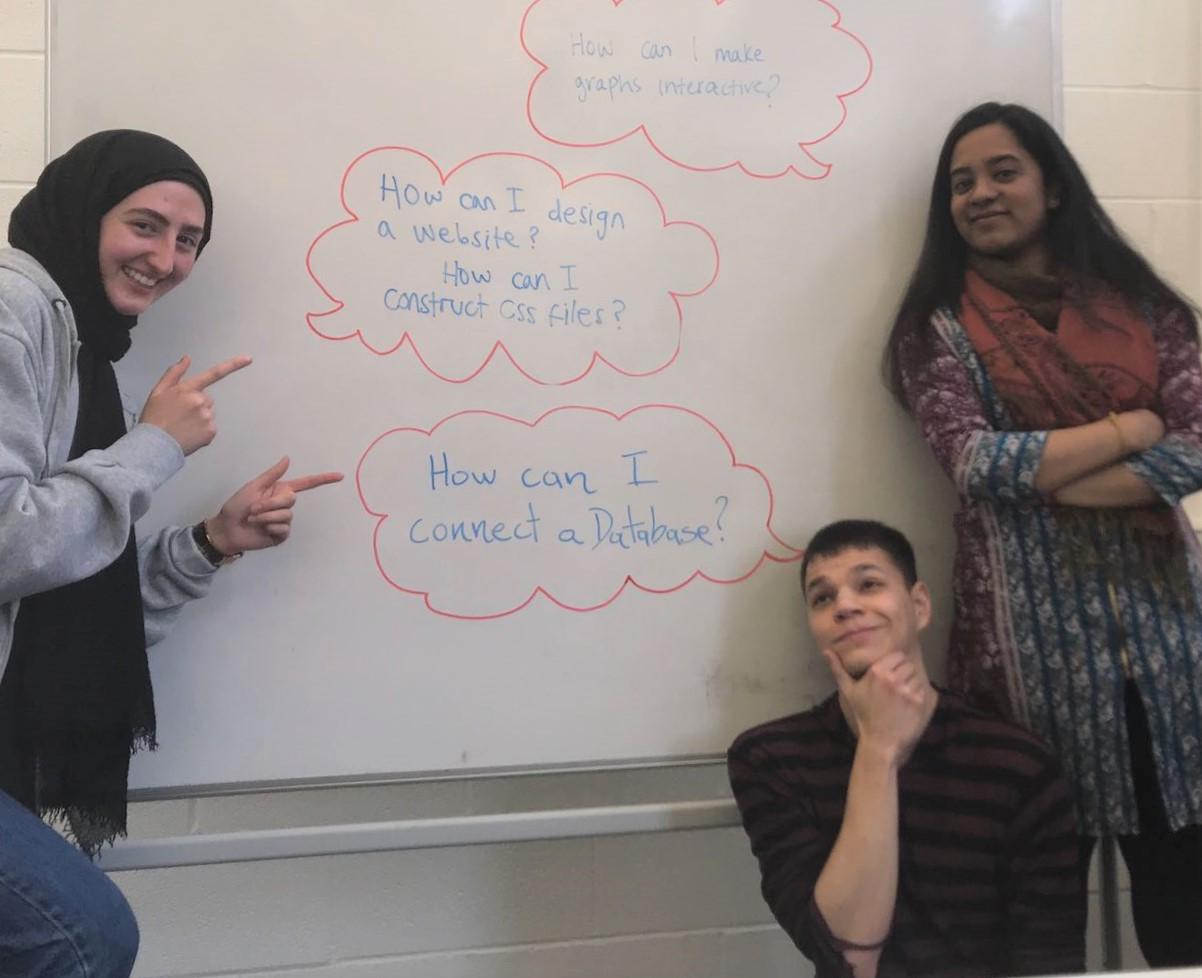 How can I make
graphs interactive?
How can I design
a website?
How can I
construct css files?
How can I
connect a Database?